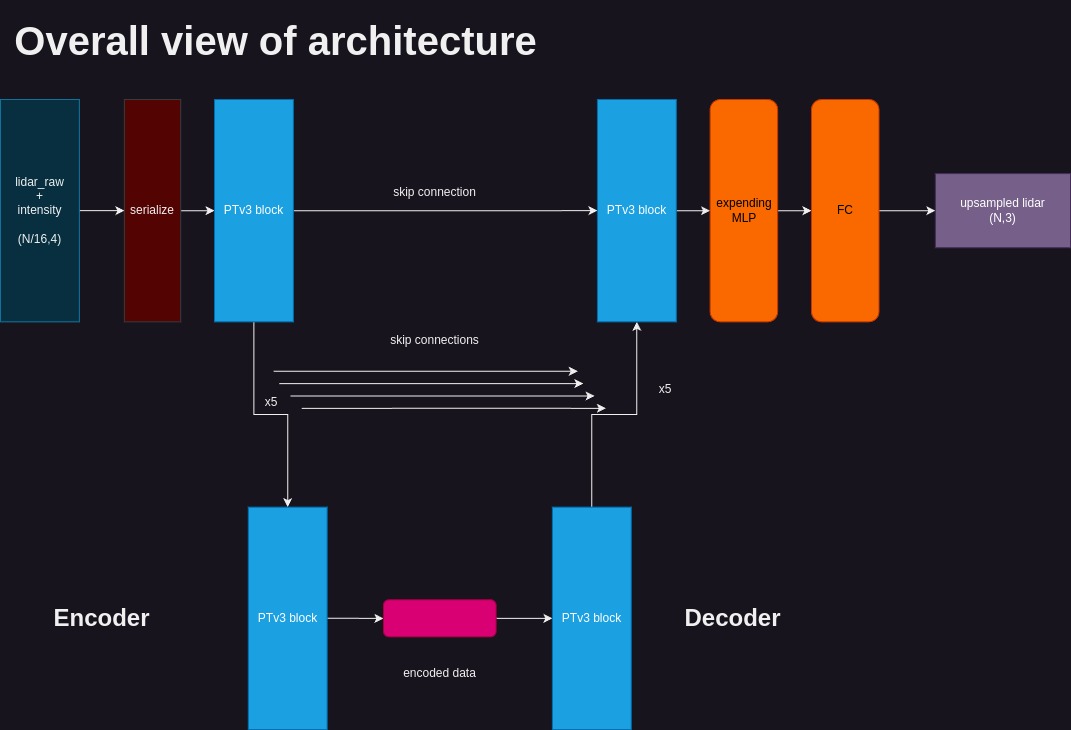 Overall view of architecture
lidar_raw
+
intensity
(N/16,4)
serialize
PTv3 block
skip connection
PTv3 block
expending
MLP
FC
upsampled lidar
(N,3)
skip connections
x5
x5
Encoder
PTv3 block
encoded data
PTv3 block
Decoder